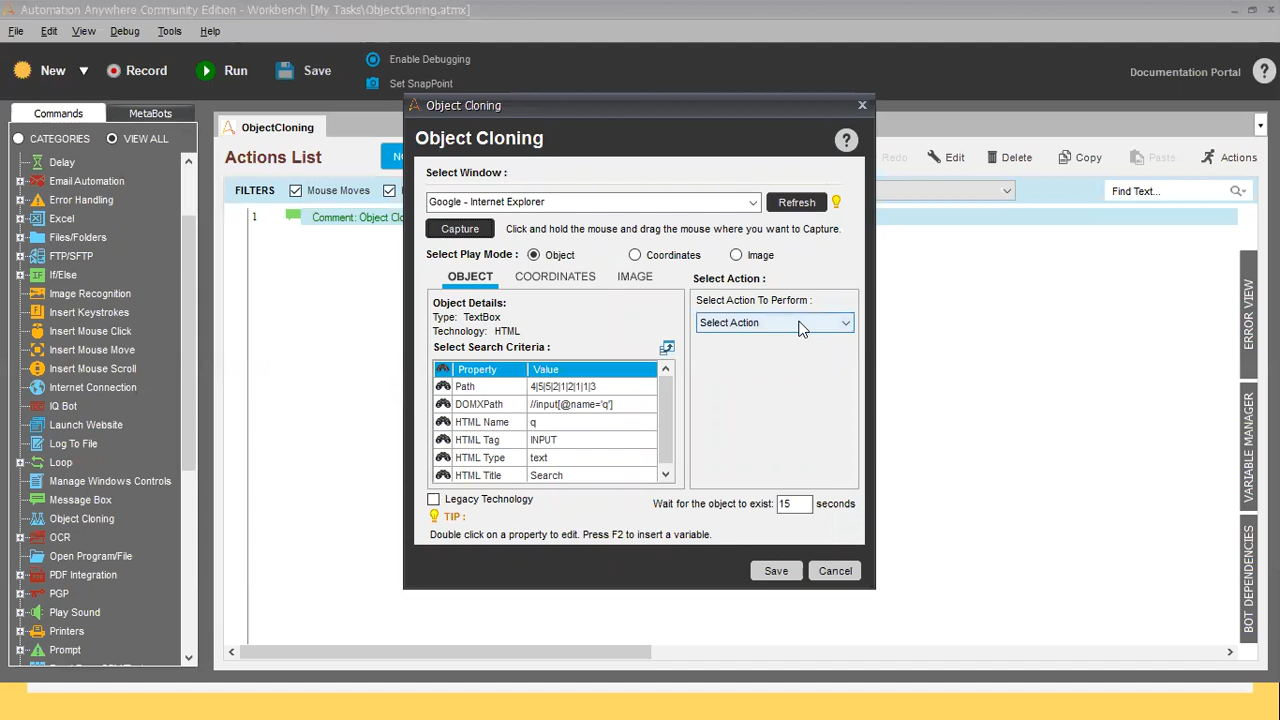 Automation Anywhere Community Edition - Workbench [My Tasks\ObjectCloning.atmx]
File Edit View Debug Tools Help
New Record Run Save
Enable Debugging
Set SnapPoint
Documentation Portal
Commands MetaBots
CATEGORIES VIEW ALL
Delay
Email Automation
Error Handling
Excel
Files/Folders
FTP/SFTP
If/Else
Image Recognition
Insert Keystrokes
Insert Mouse Click
Insert Mouse Move
Insert Mouse Scroll
Internet Connection
IQ Bot
Launch Website
Log To File
Loop
Manage Windows Controls
Message Box
Object Cloning
OCR
Open Program/File
PDF Integration
PGP
Play Sound
Printers
Prompt
ObjectCloning
Actions List
Redo Edit Delete Copy Paste Actions
FILTERS Mouse Moves
Find Text...
1 Comment: Object Clo
Object Cloning
Object Cloning
Select Window :
Google - Internet Explorer
Refresh
Capture
Click and hold the mouse and drag the mouse where you want to Capture.
Select Play Mode : Object Coordinates Image
OBJECT COORDINATES IMAGE
Object Details:
Type: TextBox
Technology: HTML
Select Search Criteria :
Property Value
Path 4|5|5|2|1|2|1|1|3
DOMXPath //input[@name='q']
HTML Name q
HTML Tag INPUT
HTML Type text
HTML Title Search
Select Action :
Select Action To Perform :
Select Action
Legacy Technology
Wait for the object to exist: 15 seconds
TIP :
Double click on a property to edit. Press F2 to insert a variable.
Save Cancel
ERROR VIEW
VARIABLE MANAGER
BOT DEPENDENCIES